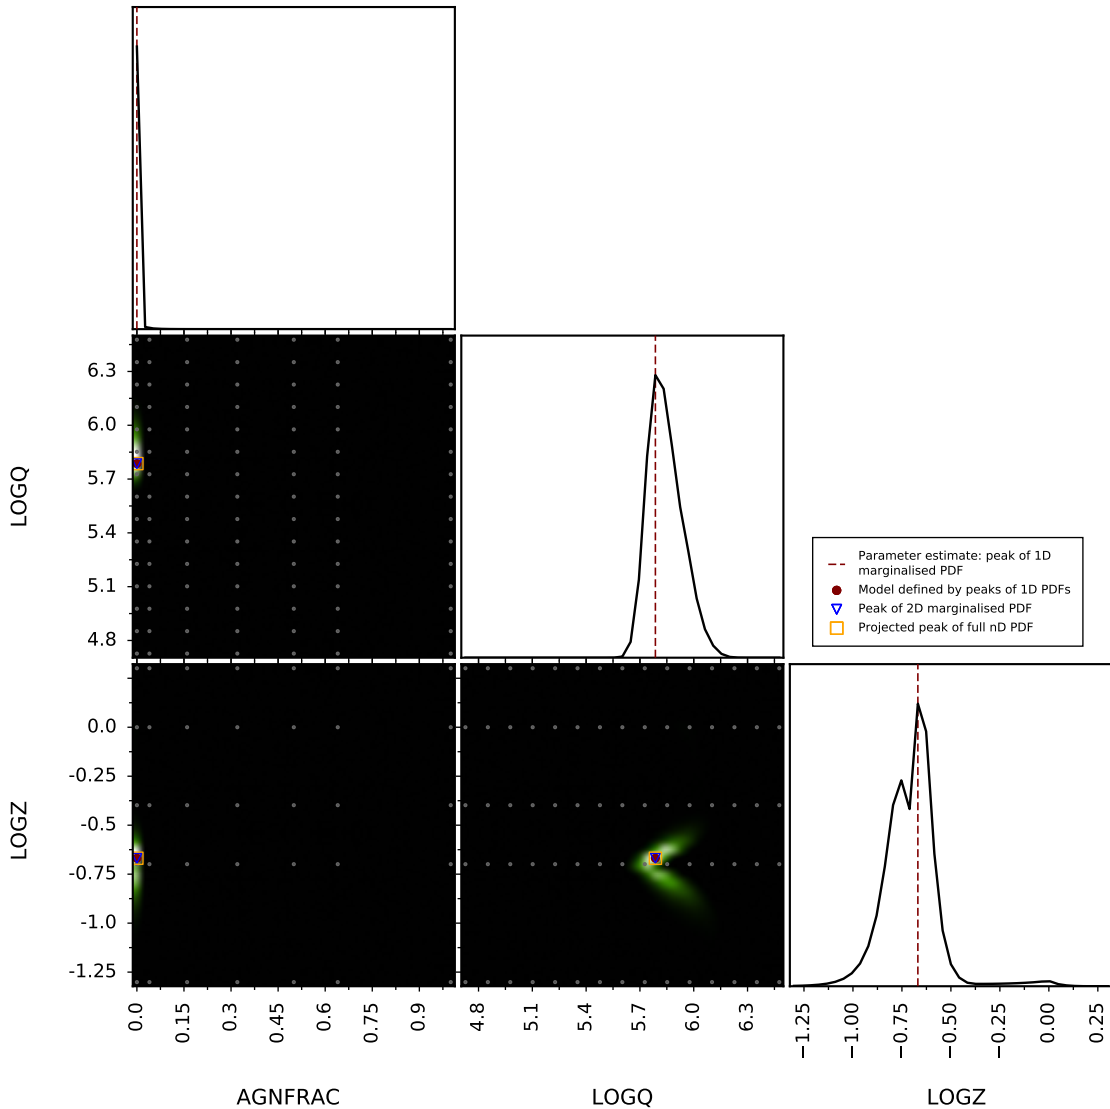 6.3
6.0
5.7
5.4
5.1
4.8
LOGQ
Parameter estimate: peak of 1D
marginalised PDF
Model defined by peaks of 1D PDFs
Peak of 2D marginalised PDF
Projected peak of full nD PDF
0.0
-0.25
-0.5
-0.75
-1.0
-1.25
LOGZ
0.0 0.15 0.3 0.45 0.6 0.75 0.9
4.8 5.1 5.4 5.7 6.0 6.3
−1.25 −1.00 −0.75 −0.50 −0.25 0.00 0.25
AGNFRAC
LOGQ
LOGZ